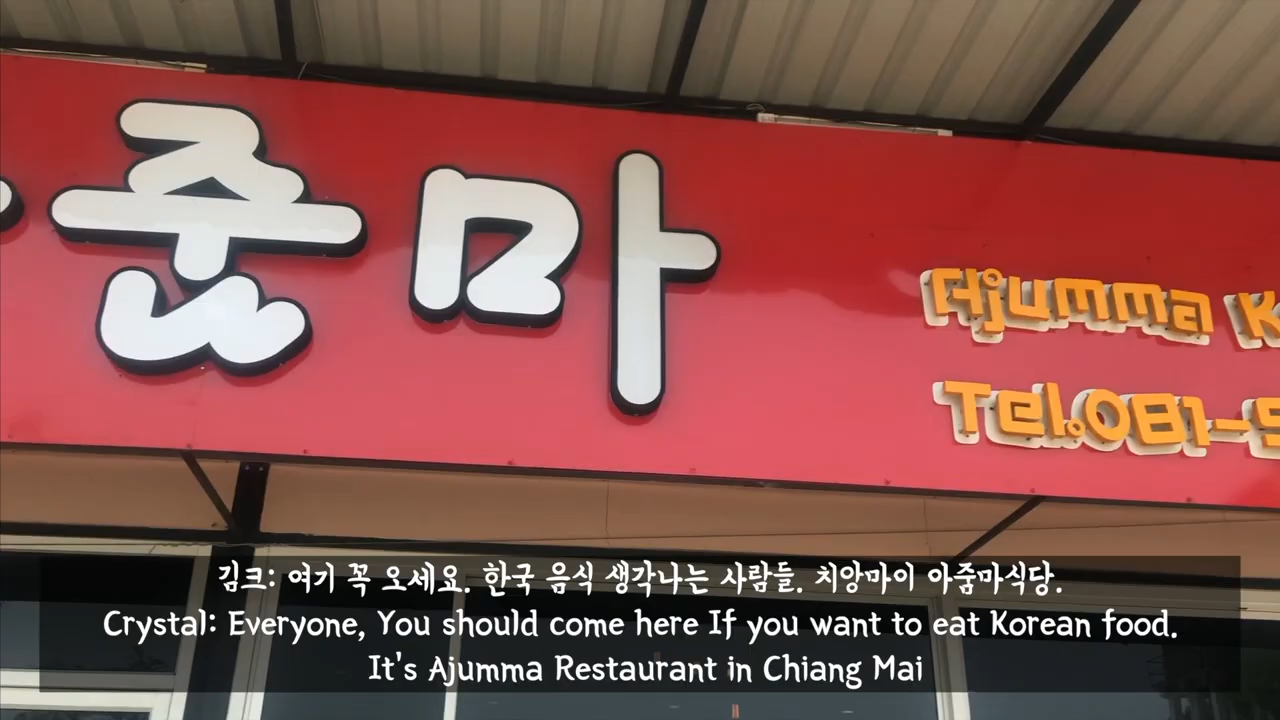 줌마
Ajumma K
Tel.081-
김크: 여기 꼭 오세요. 한국 음식 생각나는 사람들. 치앙마이 아줌마식당.
Crystal: Everyone, You should come here If you want to eat Korean food.
It's Ajumma Restaurant in Chiang Mai